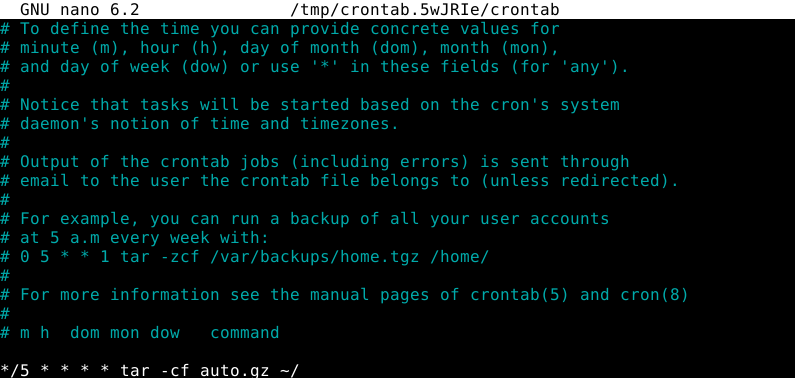 GNU nano 6.2 /tmp/crontab.5wJRIe/crontab
# To define the time you can provide concrete values for
# minute (m), hour (h), day of month (dom), month (mon),
# and day of week (dow) or use '*' in these fields (for 'any').
#
# Notice that tasks will be started based on the cron's system
# daemon's notion of time and timezones.
#
# Output of the crontab jobs (including errors) is sent through
# email to the user the crontab file belongs to (unless redirected).
#
# For example, you can run a backup of all your user accounts
# at 5 a.m every week with:
# 0 5 * * 1 tar -zcf /var/backups/home.tgz /home/
#
# For more information see the manual pages of crontab(5) and cron(8)
#
# m h  dom mon dow   command
*/5 * * * * tar -cf auto.gz ~/